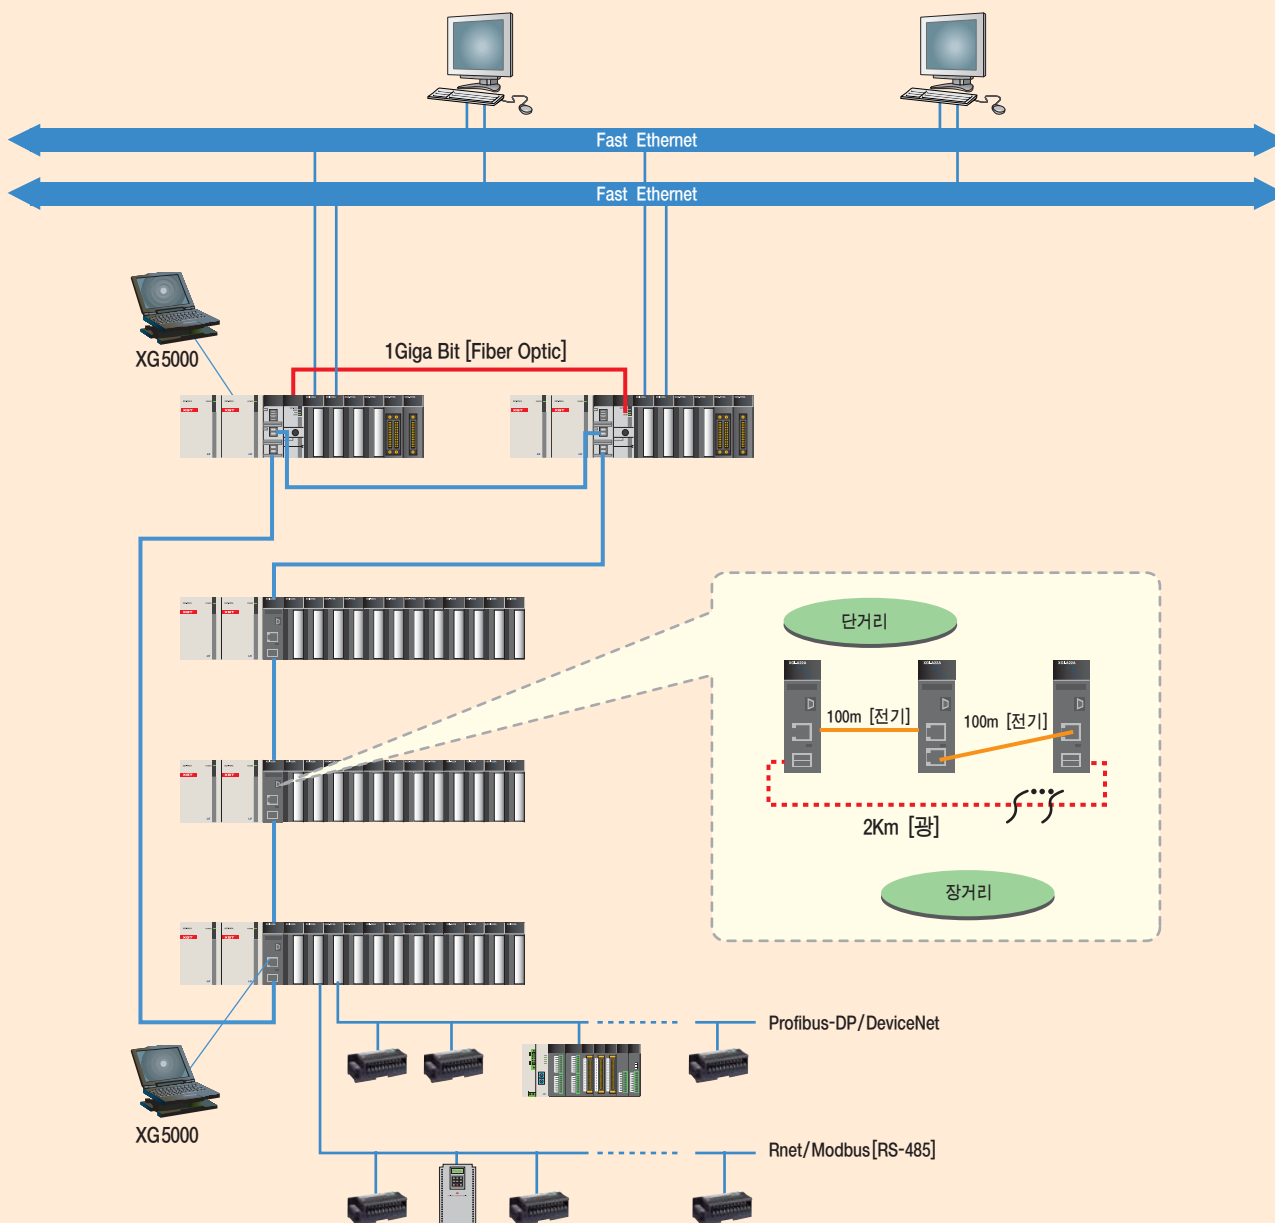 Fast Ethernet
Fast Ethernet
XG5000
1Giga Bit [Fiber Optic]
단거리
100m [전기]
100m [전기]
2Km [광]
장거리
Profibus-DP/DeviceNet
XG5000
Rnet/Modbus[RS-485]